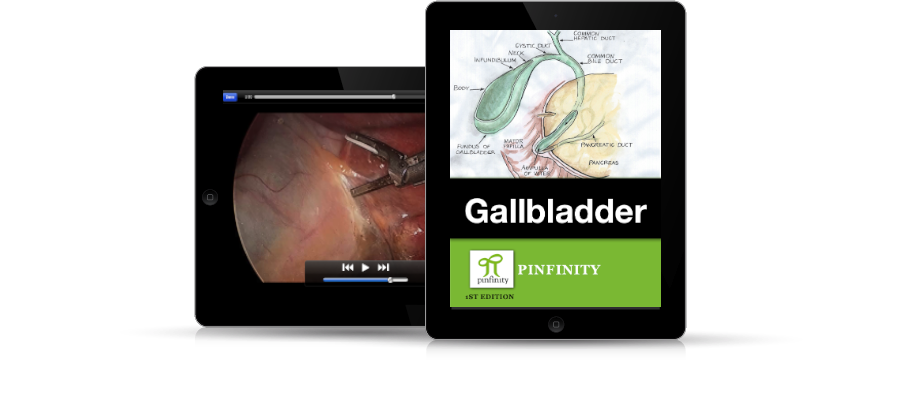 COMMON
HEPATIC DUCT
CYSTIC DUCT
NECK
INFUNDIBULUM
COMMON
BILE DUCT
BODY
FUNDUS OF
GALLBLADDER
MAJOR
PAPILLA
PANCREATIC DUCT
PANCREAS
AMPULLA
OF VATER
Gallbladder
pinfinity
PINFINITY
1ST EDITION